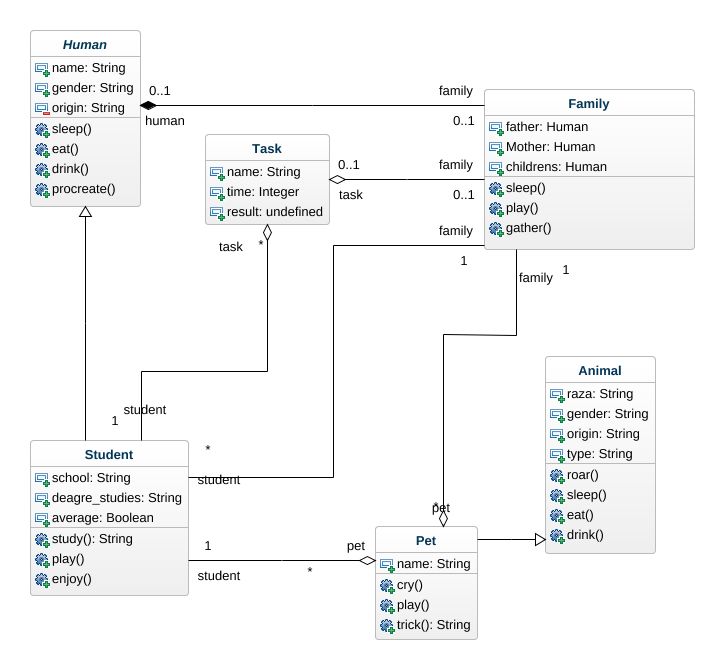 Human
name: String
gender: String
origin: String
sleep()
eat()
drink()
procreate()
0..1
human
family
0..1
Family
father: Human
Mother: Human
childrens: Human
sleep()
play()
gather()
Task
name: String
time: Integer
result: undefined
0..1
task
family
0..1
task
*
family
1
family
1
student
1
*
student
Student
school: String
deagre_studies: String
average: Boolean
study(): String
play()
enjoy()
1
student
pet
*
*
pet
Pet
name: String
cry()
play()
trick(): String
Animal
raza: String
gender: String
origin: String
type: String
roar()
sleep()
eat()
drink()